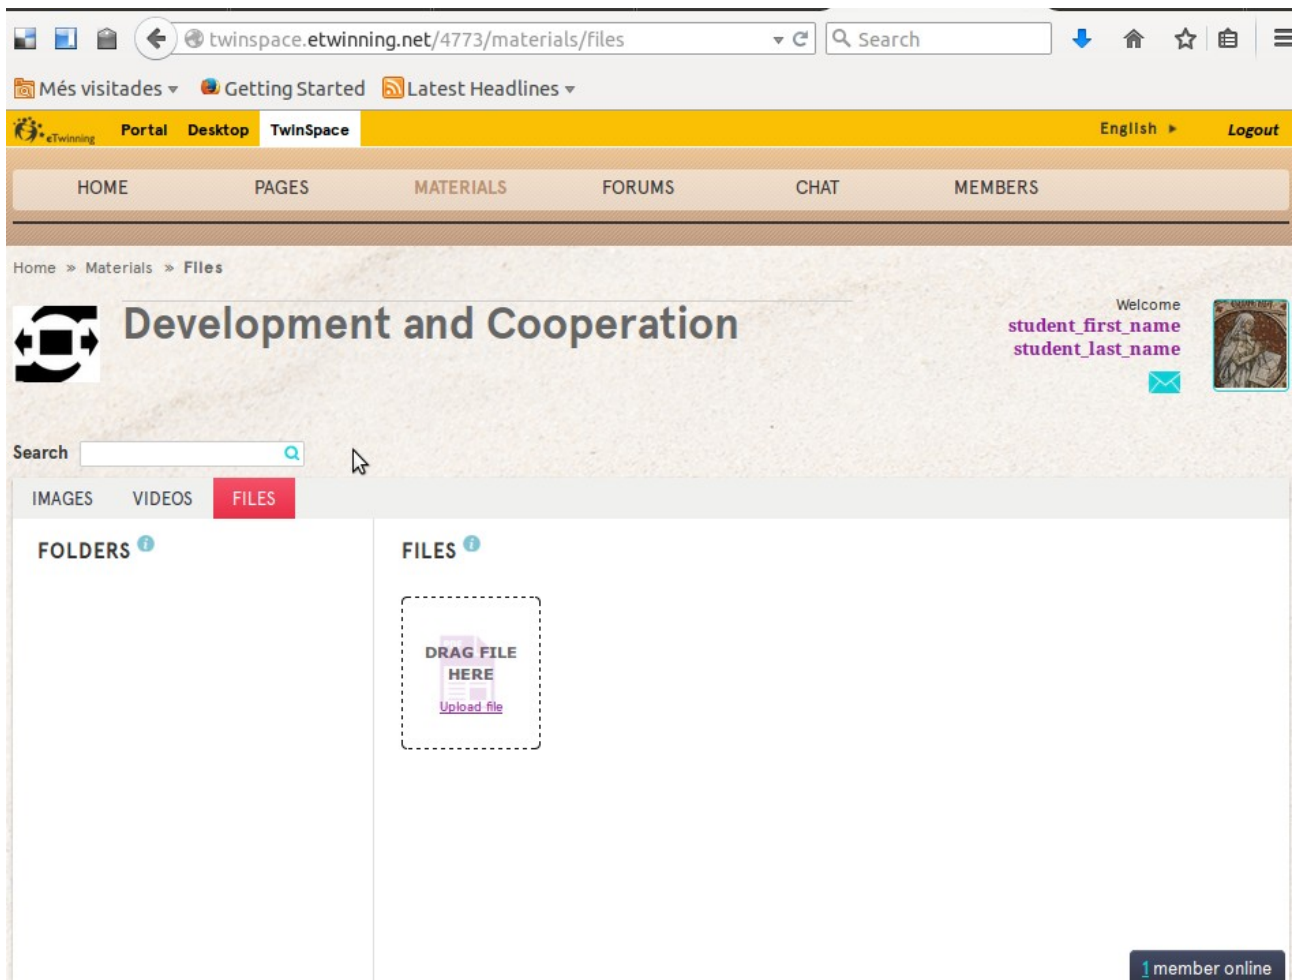 twinspace.etwinning.net/4773/materials/files
Search
Més visitades
Getting Started
Latest Headlines
eTwinning
Portal
Desktop
TwinSpace
English
Logout
HOME
PAGES
MATERIALS
FORUMS
CHAT
MEMBERS
Home » Materials » Files
Development and Cooperation
Welcome
student_first_name
student_last_name
Search
IMAGES
VIDEOS
FILES
FOLDERS
FILES
DRAG FILE
HERE
Upload file
1 member online